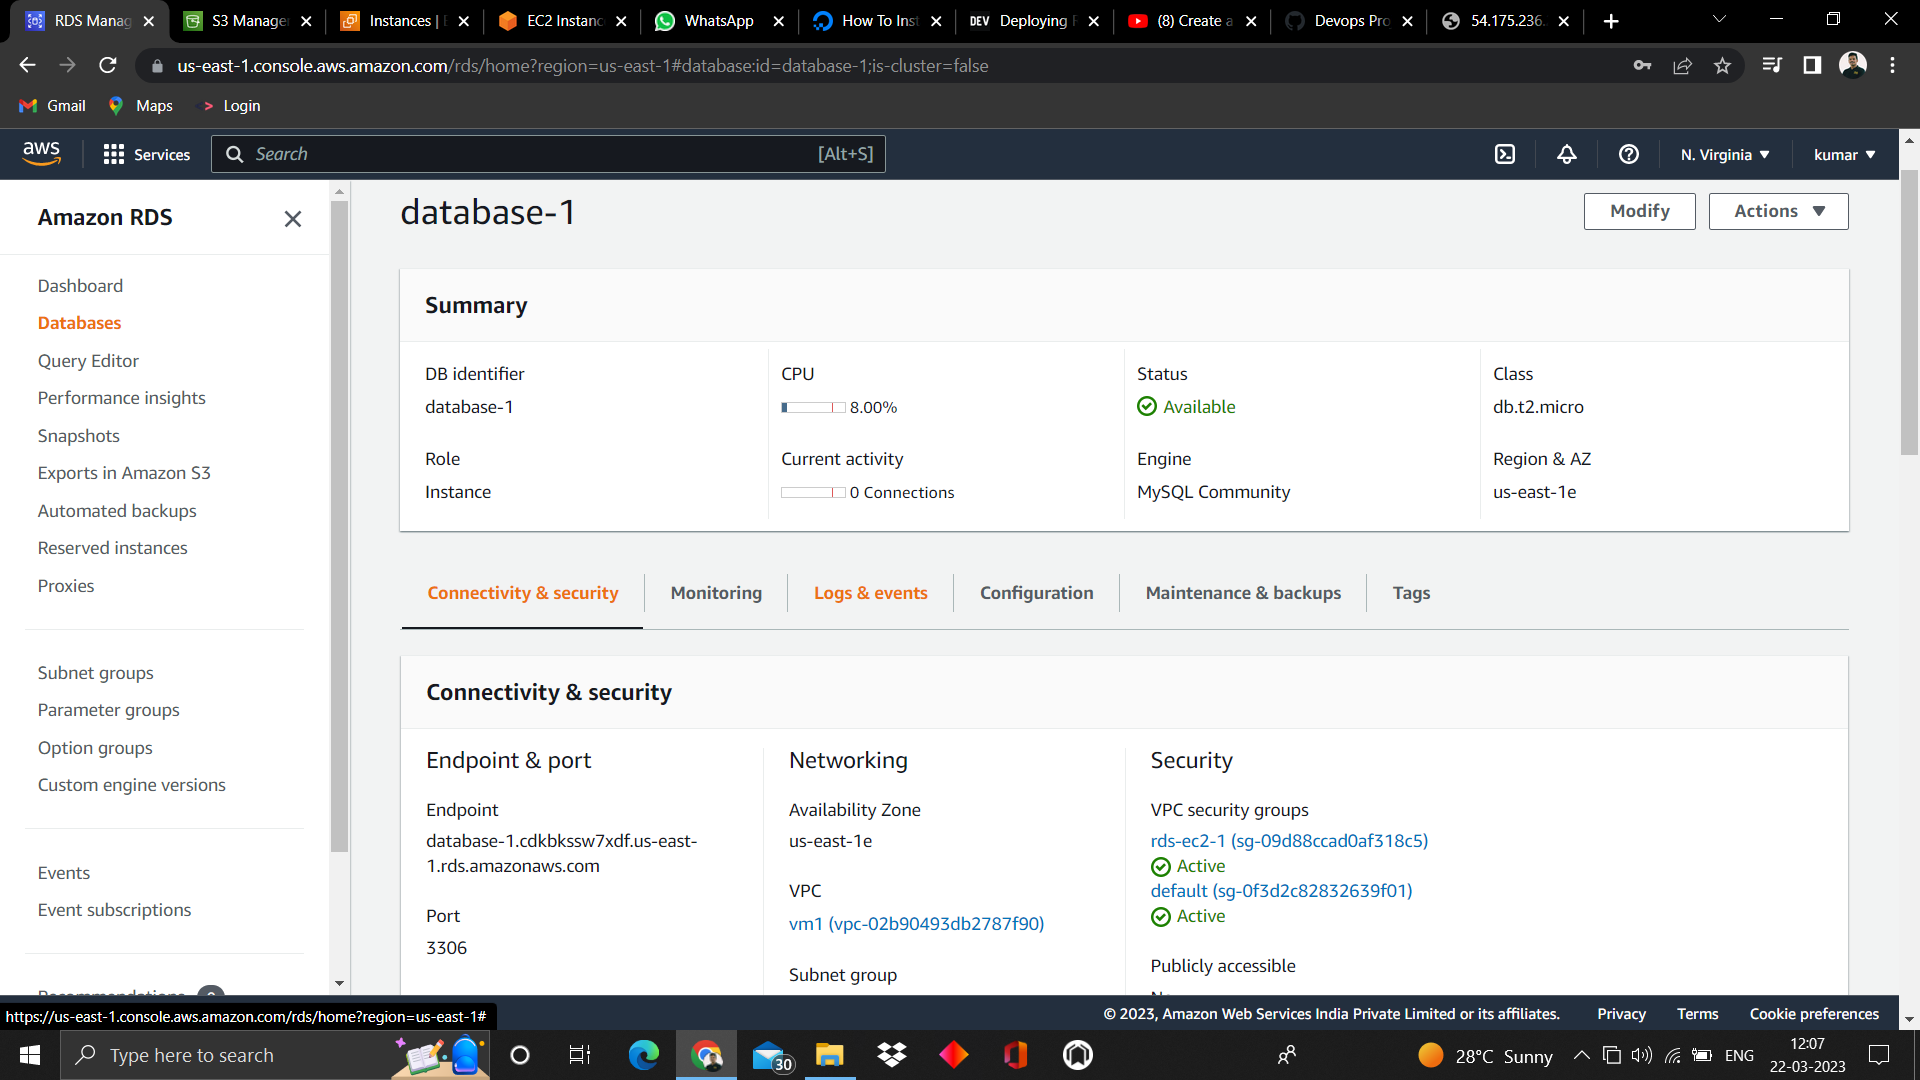 RDS Manag
S3 Manage
Instances | E
EC2 Instanc
WhatsApp
How To Inst
DEV Deploying F
(8) Create a
Devops Pro
54.175.236.
us-east-1.console.aws.amazon.com/rds/home?region=us-east-1#database:id=database-1;is-cluster=false
Gmail
Maps
Login
aws
Services
Search
[Alt+S]
N. Virginia
kumar
Amazon RDS
Dashboard
Databases
Query Editor
Performance insights
Snapshots
Exports in Amazon S3
Automated backups
Reserved instances
Proxies
Subnet groups
Parameter groups
Option groups
Custom engine versions
Events
Event subscriptions
database-1
Modify
Actions
Summary
DB identifier
database-1
CPU
8.00%
Status
Available
Class
db.t2.micro
Role
Instance
Current activity
0 Connections
Engine
MySQL Community
Region & AZ
us-east-1e
Connectivity & security
Monitoring
Logs & events
Configuration
Maintenance & backups
Tags
Connectivity & security
Endpoint & port
Endpoint
database-1.cdkbkssw7xdf.us-east-
1.rds.amazonaws.com
Port
3306
Networking
Availability Zone
us-east-1e
VPC
vm1 (vpc-02b90493db2787f90)
Subnet group
Security
VPC security groups
rds-ec2-1 (sg-09d88ccad0af318c5)
Active
default (sg-0f3d2c82832639f01)
Active
Publicly accessible
https://us-east-1.console.aws.amazon.com/rds/home?region=us-east-1#
© 2023, Amazon Web Services India Private Limited or its affiliates.
Privacy
Terms
Cookie preferences
Type here to search
30
28°C Sunny
ENG
12:07
22-03-2023